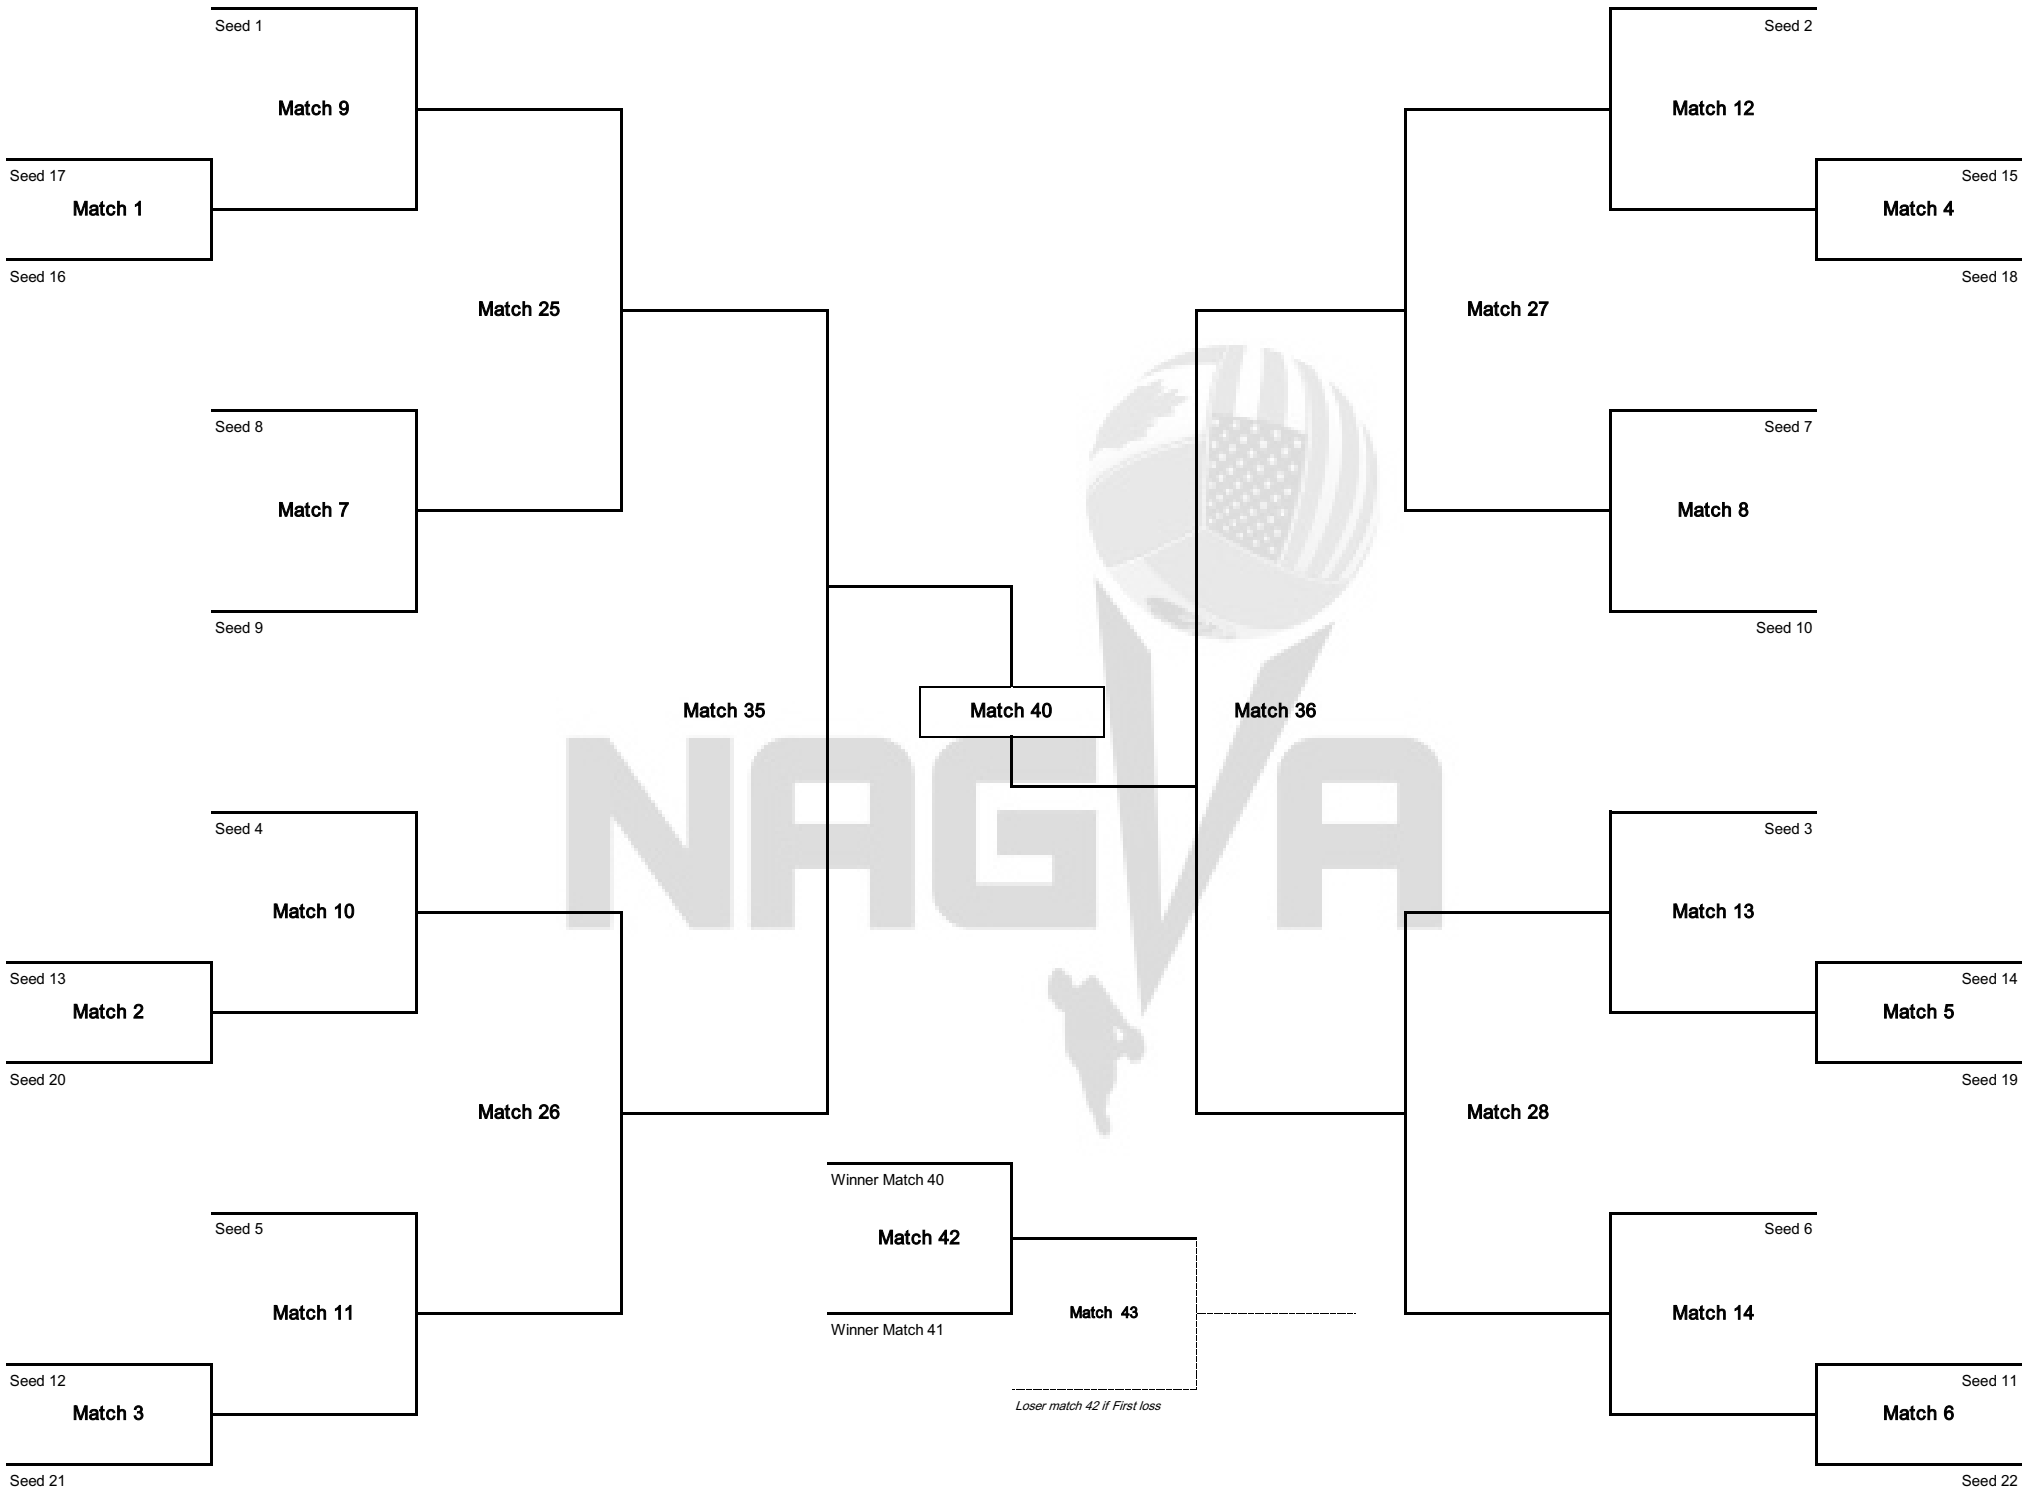 Seed 1
Seed 2
Match 9
Match 12
Seed 17
Seed 15
Match 1
Match 4
Seed 16
Seed 18
Match 25
Match 27
Seed 8
Seed 7
Match 7
Match 8
Seed 9
Seed 10
Match 35
Match 40
Match 36
NAGVA
Seed 4
Seed 3
Match 10
Match 13
Seed 13
Seed 14
Match 2
Match 5
Seed 20
Seed 19
Match 26
Match 28
Winner Match 40
Seed 5
Seed 6
Match 42
Match 11
Match 43
Match 14
Winner Match 41
Seed 12
Seed 11
Loser match 42 if First loss
Match 3
Match 6
Seed 21
Seed 22